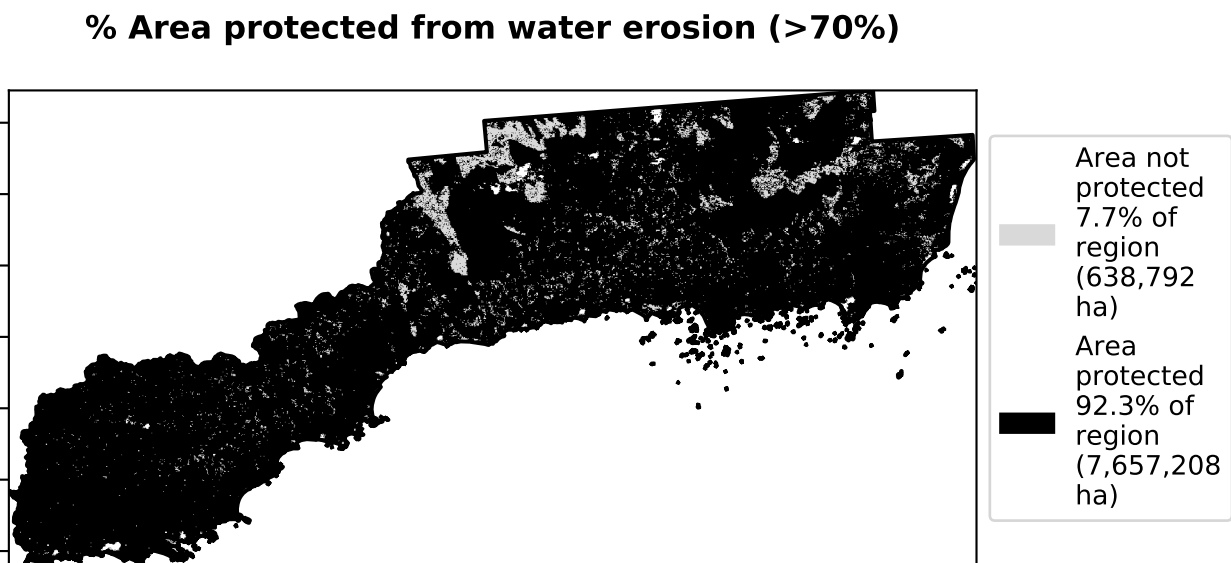 % Area protected from water erosion (>70%)
Area not
protected
7.7% of
region
(638,792
ha)
Area
protected
92.3% of
region
(7,657,208
ha)